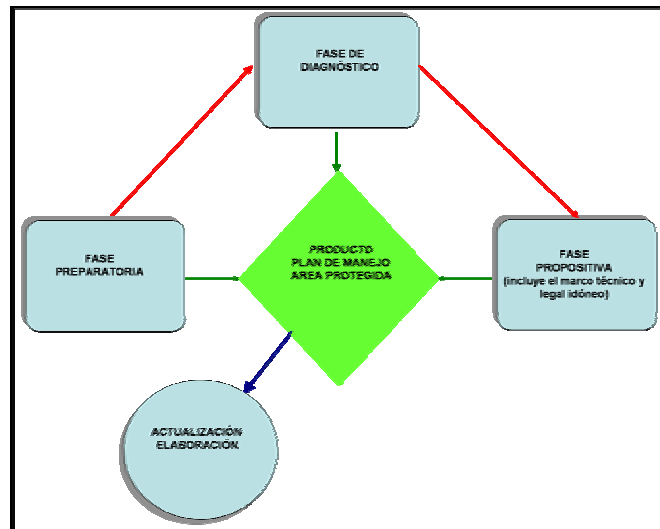 FASE DE
DIAGNÓSTICO
FASE
PREPARATORIA
PRODUCTO
PLAN DE MANEJO
AREA PROTEGIDA
FASE
PROPOSITIVA
(incluye el marco técnico y
legal idóneo)
ACTUALIZACIÓN
ELABORACIÓN